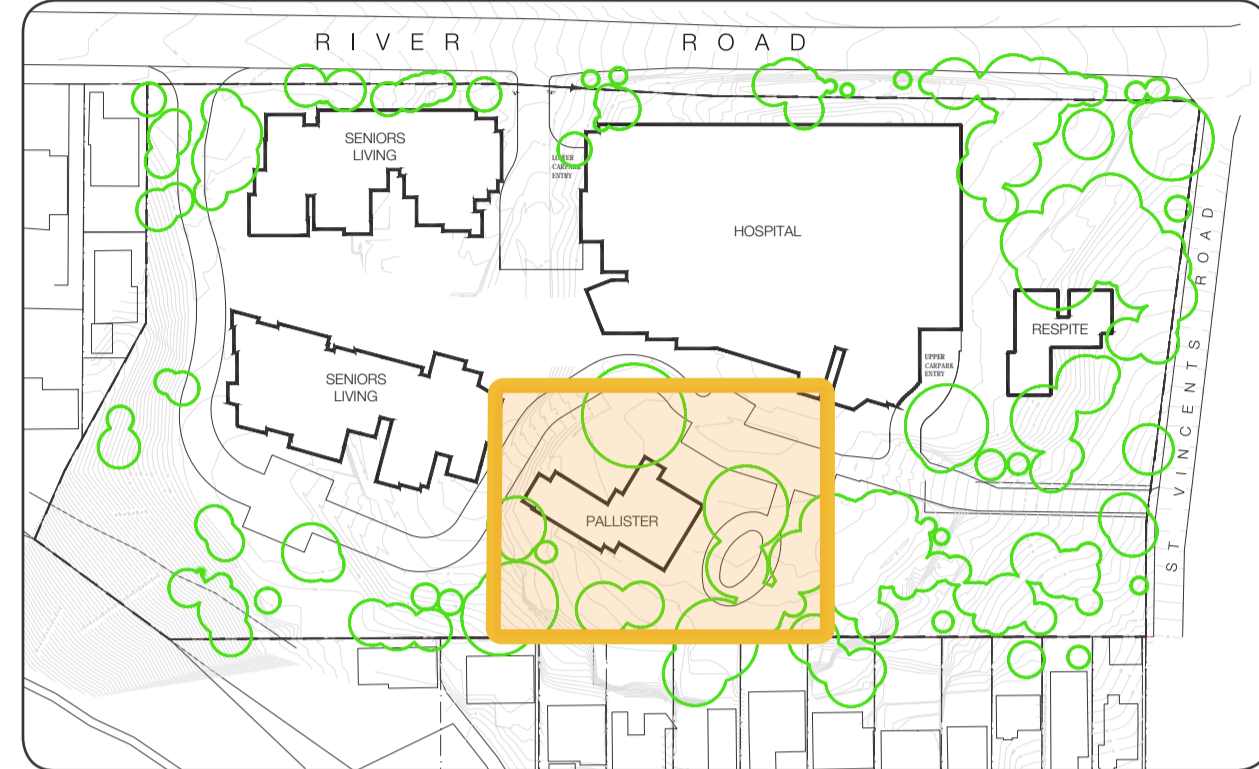 RIVER ROAD
SENIORS
LIVING
LOWER
CARPARK
ENTRY
HOSPITAL
ST VINCENTS ROAD
RESPITE
UPPER
CARPARK
ENTRY
SENIORS
LIVING
PALLISTER